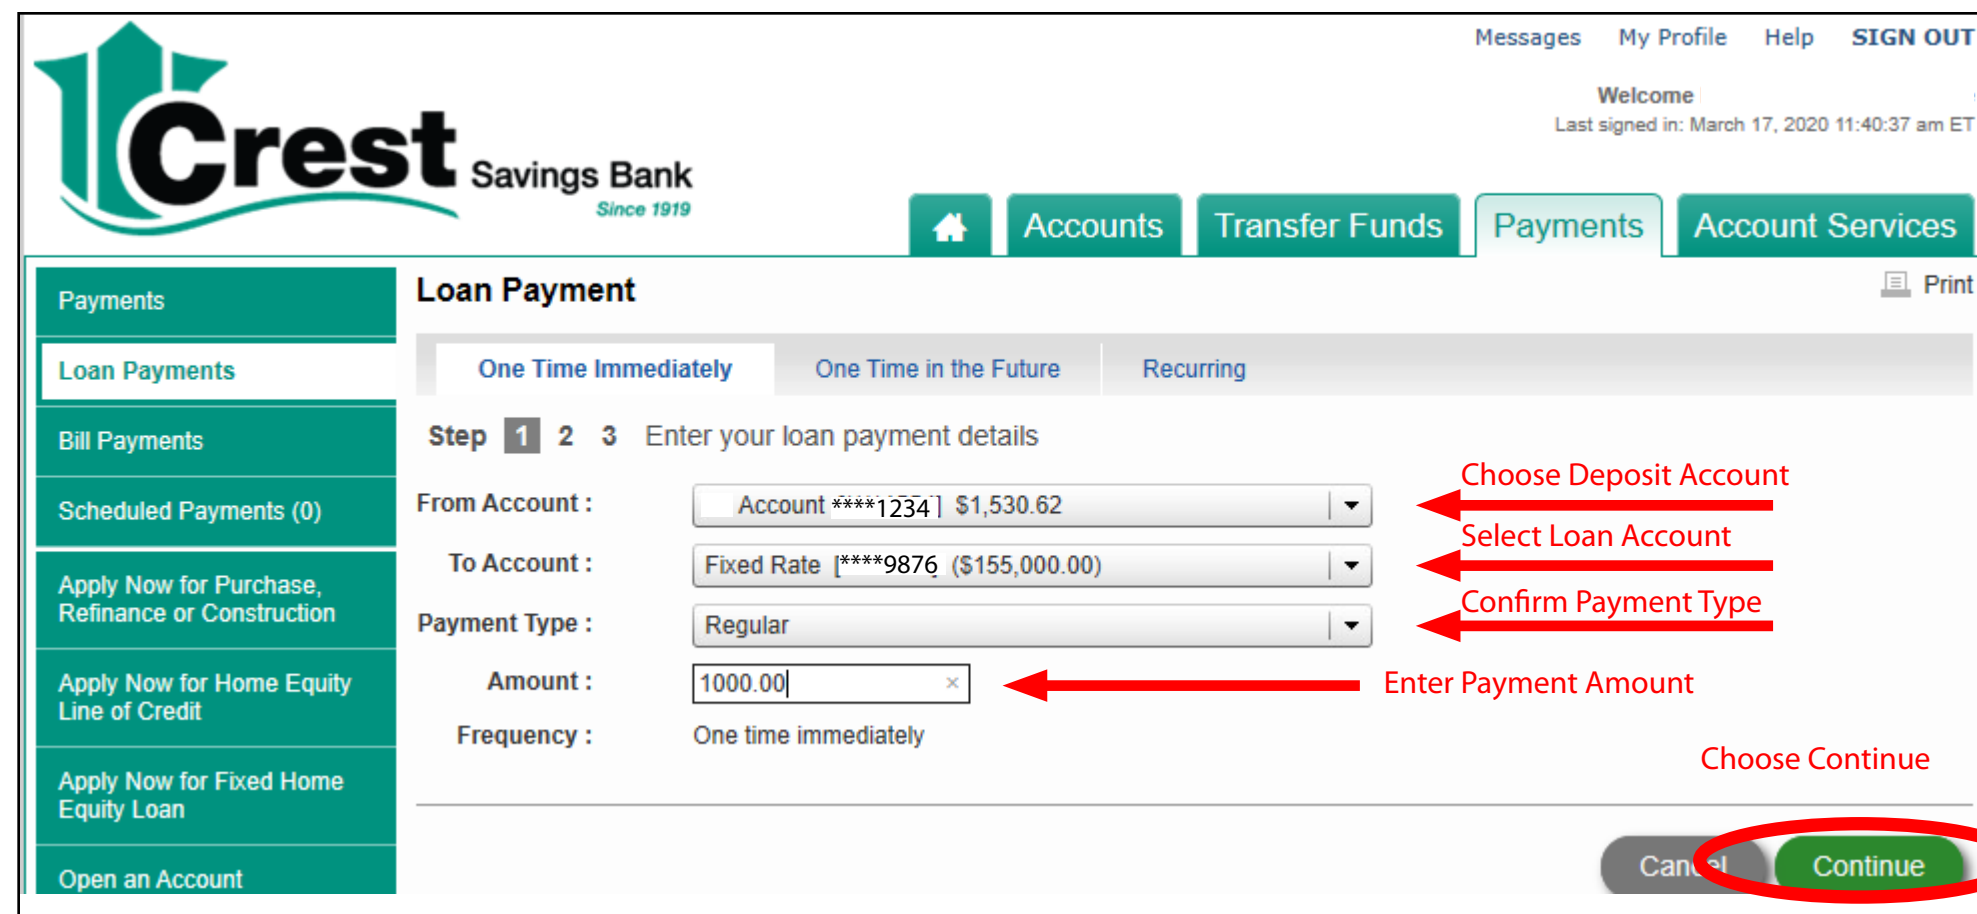 Messages My Profile Help SIGN OUT
Welcome
Last signed in: March 17, 2020 11:40:37 am ET
Crest Savings Bank
Since 1919
Accounts Transfer Funds Payments Account Services
Payments
Loan Payments
Bill Payments
Scheduled Payments (0)
Apply Now for Purchase,
Refinance or Construction
Apply Now for Home Equity
Line of Credit
Apply Now for Fixed Home
Equity Loan
Open an Account
Loan Payment
Print
One Time Immediately One Time in the Future Recurring
Step 1 2 3 Enter your loan payment details
From Account : Account ****1234] $1,530.62
Choose Deposit Account
To Account : Fixed Rate [****9876] ($155,000.00)
Select Loan Account
Payment Type : Regular
Confirm Payment Type
Amount : 1000.00 ×
Enter Payment Amount
Frequency : One time immediately
Choose Continue
Cancel Continue